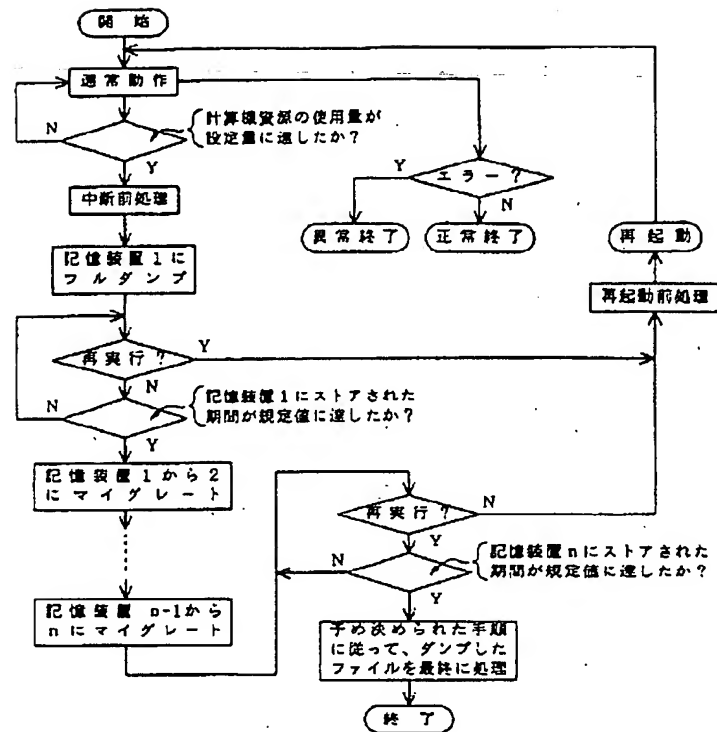 開始
通常動作
計算機資源の使用量が
設定量に達したか？
N
Y
中断前処理
Y
エラー？
N
異常終了
正常終了
再起動
記憶装置1に
フルダンプ
再起動前処理
再実行？
Y
N
N
記憶装置1にストアされた
期間が規定値に達したか？
Y
記憶装置1から2
にマイグレート
再実行？
N
Y
N
記憶装置nにストアされた
期間が規定値に達したか？
Y
記憶装置 n-1から
nにマイグレート
予め決められた手順
に従って、ダンプした
ファイルを最終に処理
終了